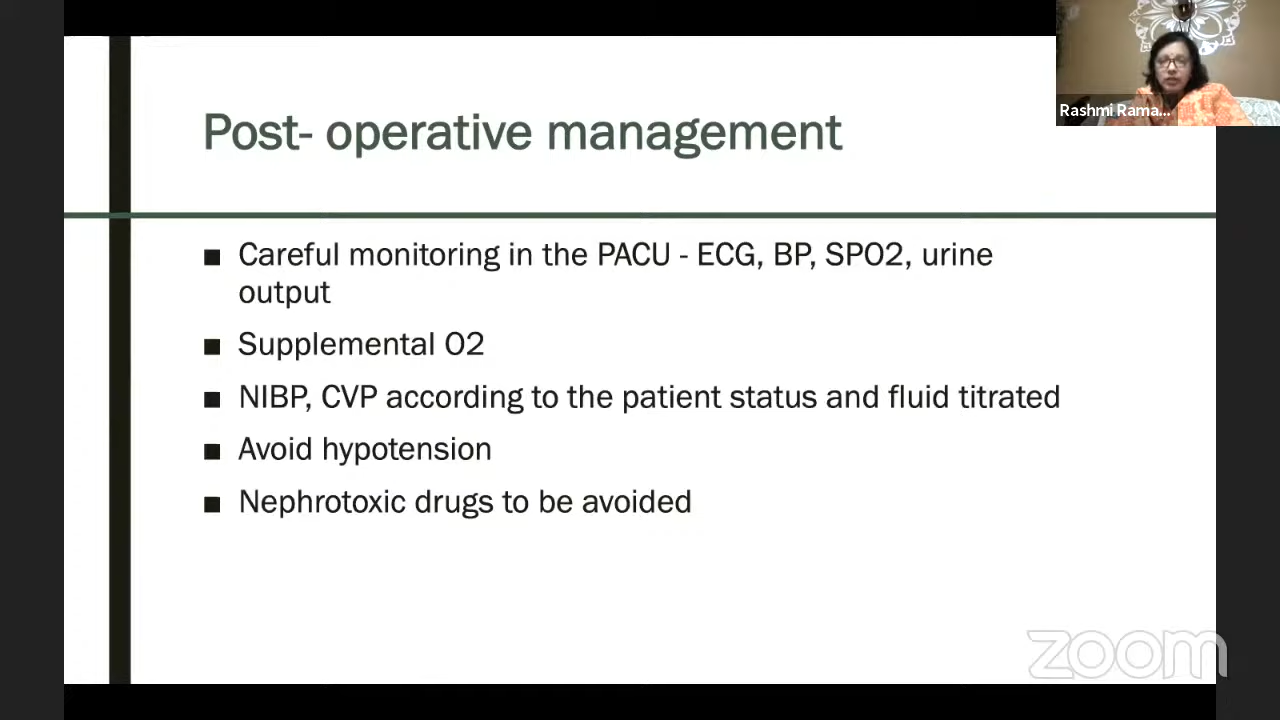 Rashmi Rama...
Post- operative management
■ Careful monitoring in the PACU - ECG, BP, SPO2, urine
output
■ Supplemental O2
■ NIBP, CVP according to the patient status and fluid titrated
■ Avoid hypotension
■ Nephrotoxic drugs to be avoided
zoom